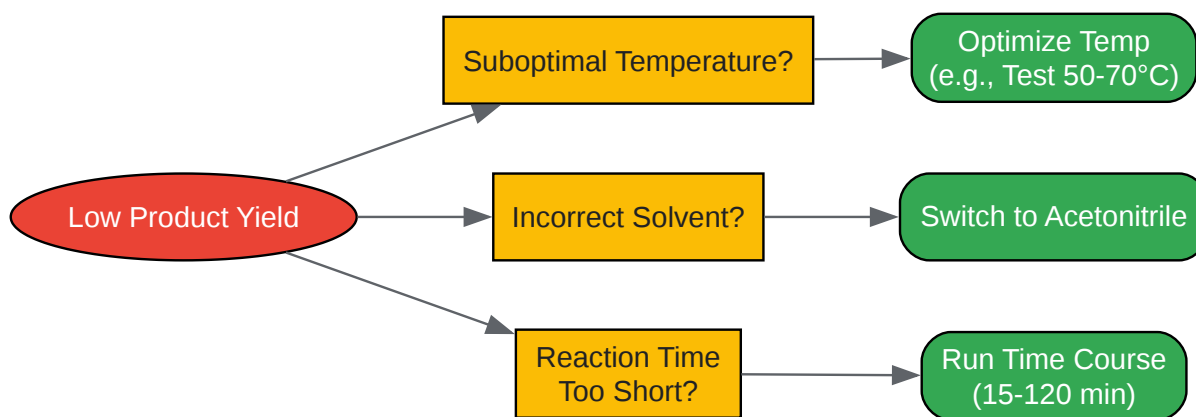 Suboptimal Temperature?
Optimize Temp
(e.g., Test 50-70°C)
Low Product Yield
Incorrect Solvent?
Switch to Acetonitrile
Reaction Time
Too Short?
Run Time Course
(15-120 min)